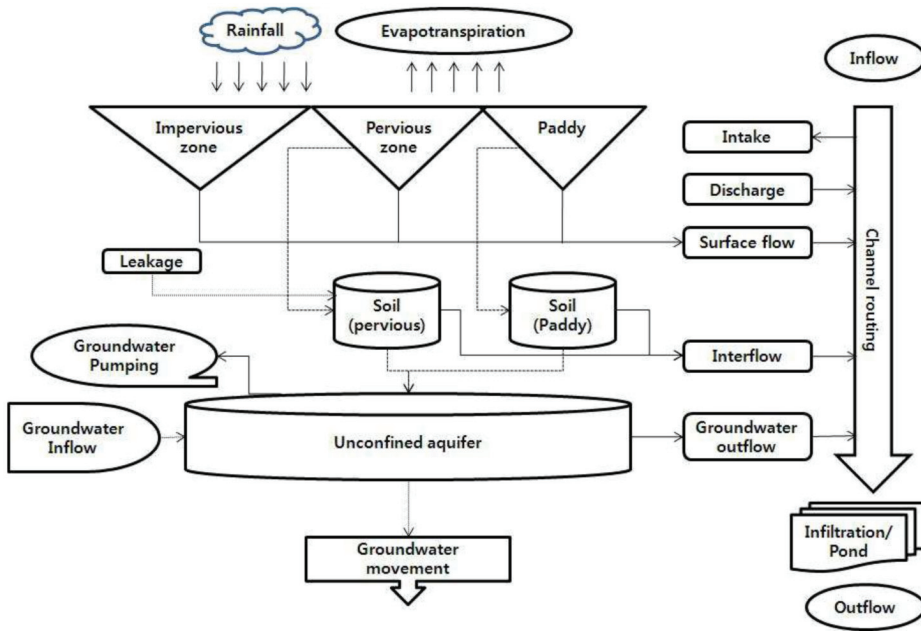 Rainfall
Evapotranspiration
Inflow
Impervious
zone
Pervious
zone
Paddy
Intake
Discharge
Surface flow
Channel routing
Leakage
Soil
(pervious)
Soil
(Paddy)
Interflow
Groundwater
Pumping
Groundwater
Inflow
Unconfined aquifer
Groundwater
outflow
Groundwater
movement
Infiltration/
Pond
Outflow